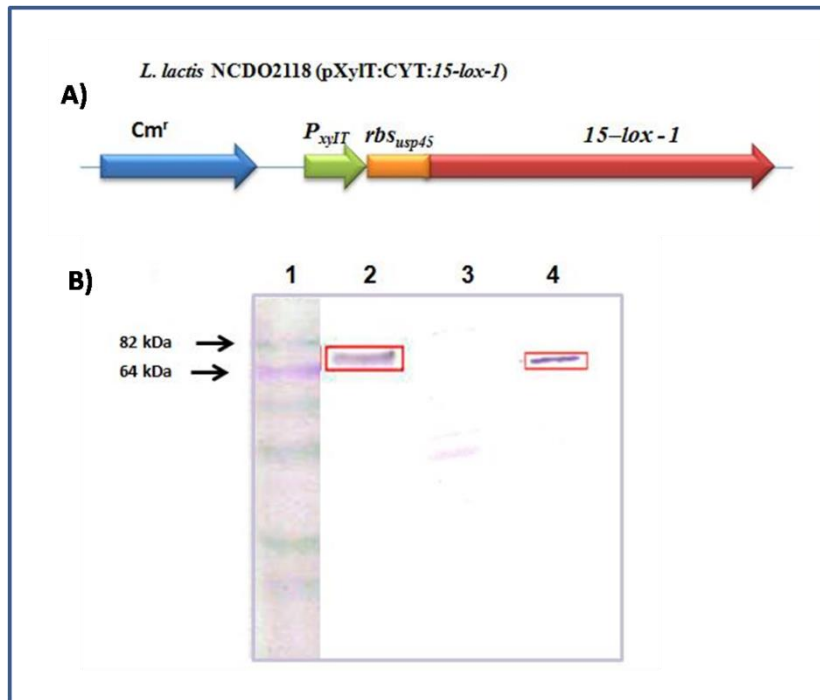 L. lactis NCDO2118 (pXylT:CYT:15-lox-1)
A)
Cmʳ PxylT rbsusp45 15–lox - 1
B)
1 2 3 4
82 kDa
64 kDa